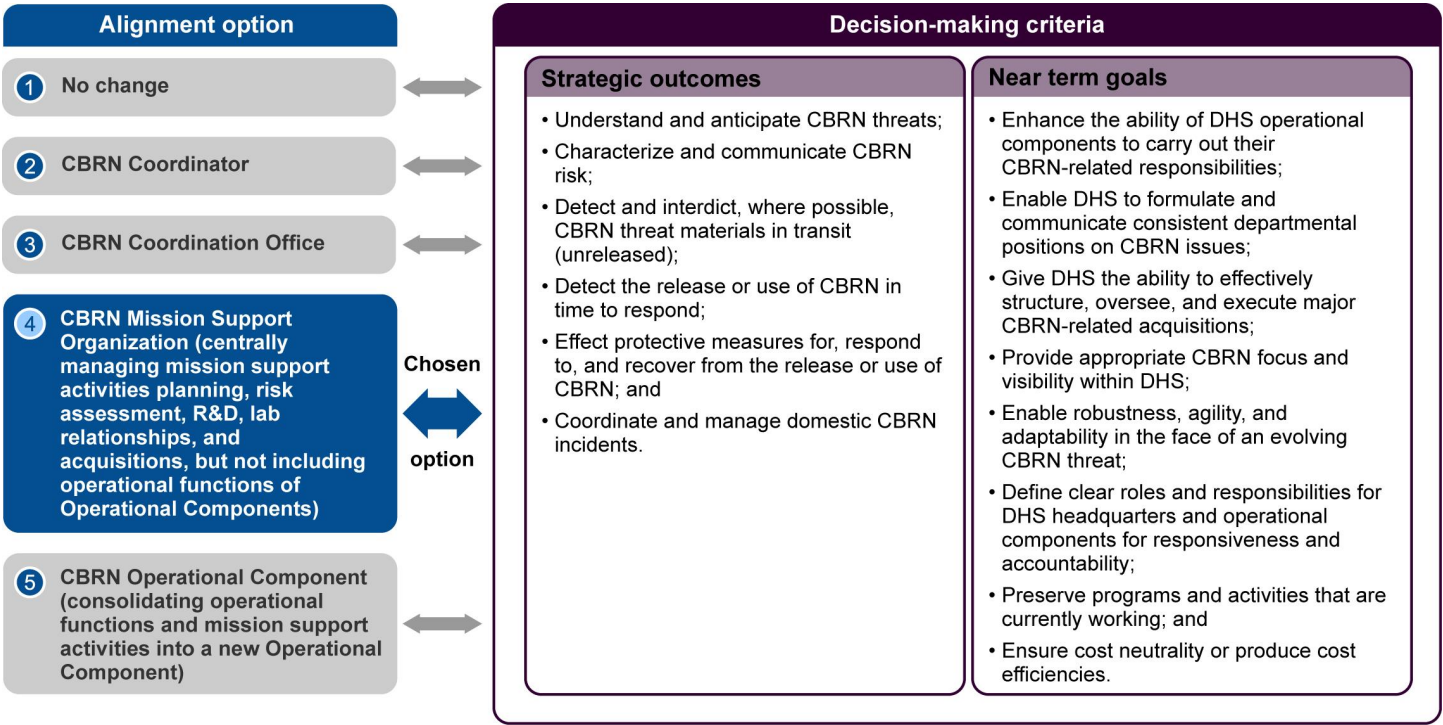 Alignment option
1 No change
2 CBRN Coordinator
3 CBRN Coordination Office
4 CBRN Mission Support
Organization (centrally
managing mission support
activities planning, risk
assessment, R&D, lab
relationships, and
acquisitions, but not including
operational functions of
Operational Components)
Chosen
option
5 CBRN Operational Component
(consolidating operational
functions and mission support
activities into a new Operational
Component)
Decision-making criteria
Strategic outcomes
• Understand and anticipate CBRN threats;
• Characterize and communicate CBRN
risk;
• Detect and interdict, where possible,
CBRN threat materials in transit
(unreleased);
• Detect the release or use of CBRN in
time to respond;
• Effect protective measures for, respond
to, and recover from the release or use of
CBRN; and
• Coordinate and manage domestic CBRN
incidents.
Near term goals
• Enhance the ability of DHS operational
components to carry out their
CBRN-related responsibilities;
• Enable DHS to formulate and
communicate consistent departmental
positions on CBRN issues;
• Give DHS the ability to effectively
structure, oversee, and execute major
CBRN-related acquisitions;
• Provide appropriate CBRN focus and
visibility within DHS;
• Enable robustness, agility, and
adaptability in the face of an evolving
CBRN threat;
• Define clear roles and responsibilities for
DHS headquarters and operational
components for responsiveness and
accountability;
• Preserve programs and activities that are
currently working; and
• Ensure cost neutrality or produce cost
efficiencies.